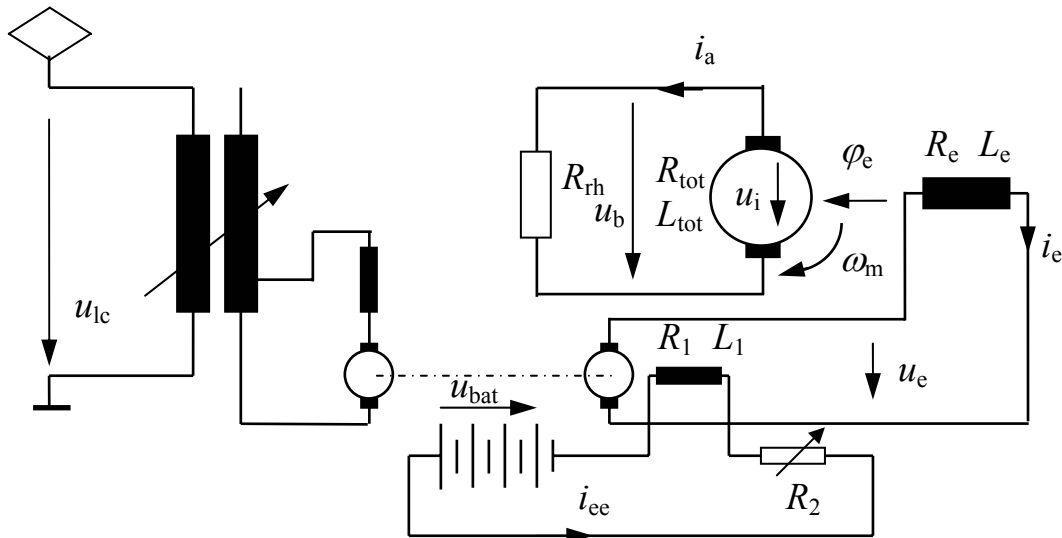 i_a
R_e L_e
φ_e
R_rh
R_tot
u_i
u_b
L_tot
i_e
ω_m
u_lc
R_1 L_1
u_e
u_bat
R_2
i_ee